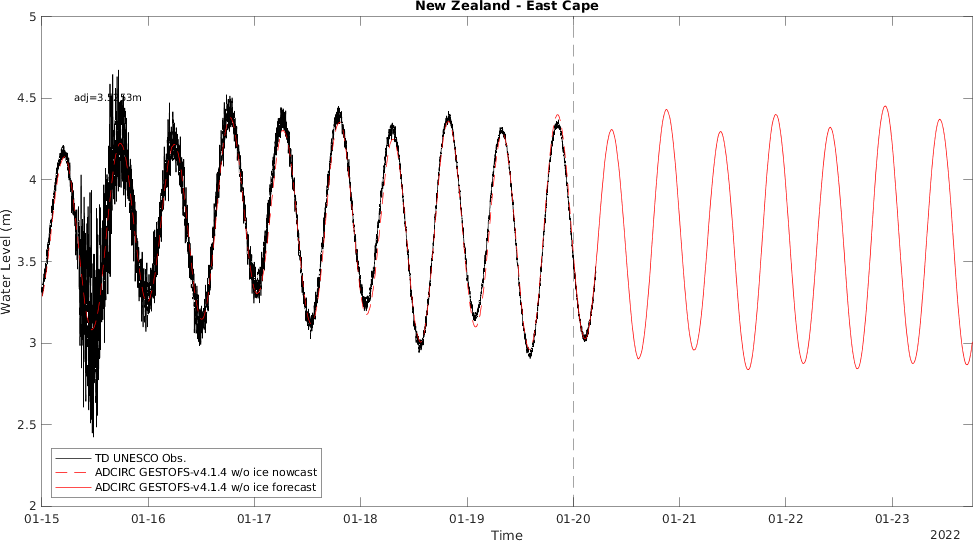 New Zealand - East Cape
5
4.5
4
3.5
3
2.5
2
Water Level (m)
TD UNESCO Obs.
ADCIRC GESTOFS-v4.1.4 w/o ice nowcast
ADCIRC GESTOFS-v4.1.4 w/o ice forecast
01-15
01-16
01-17
01-18
01-19
01-20
01-21
01-22
01-23
Time
2022